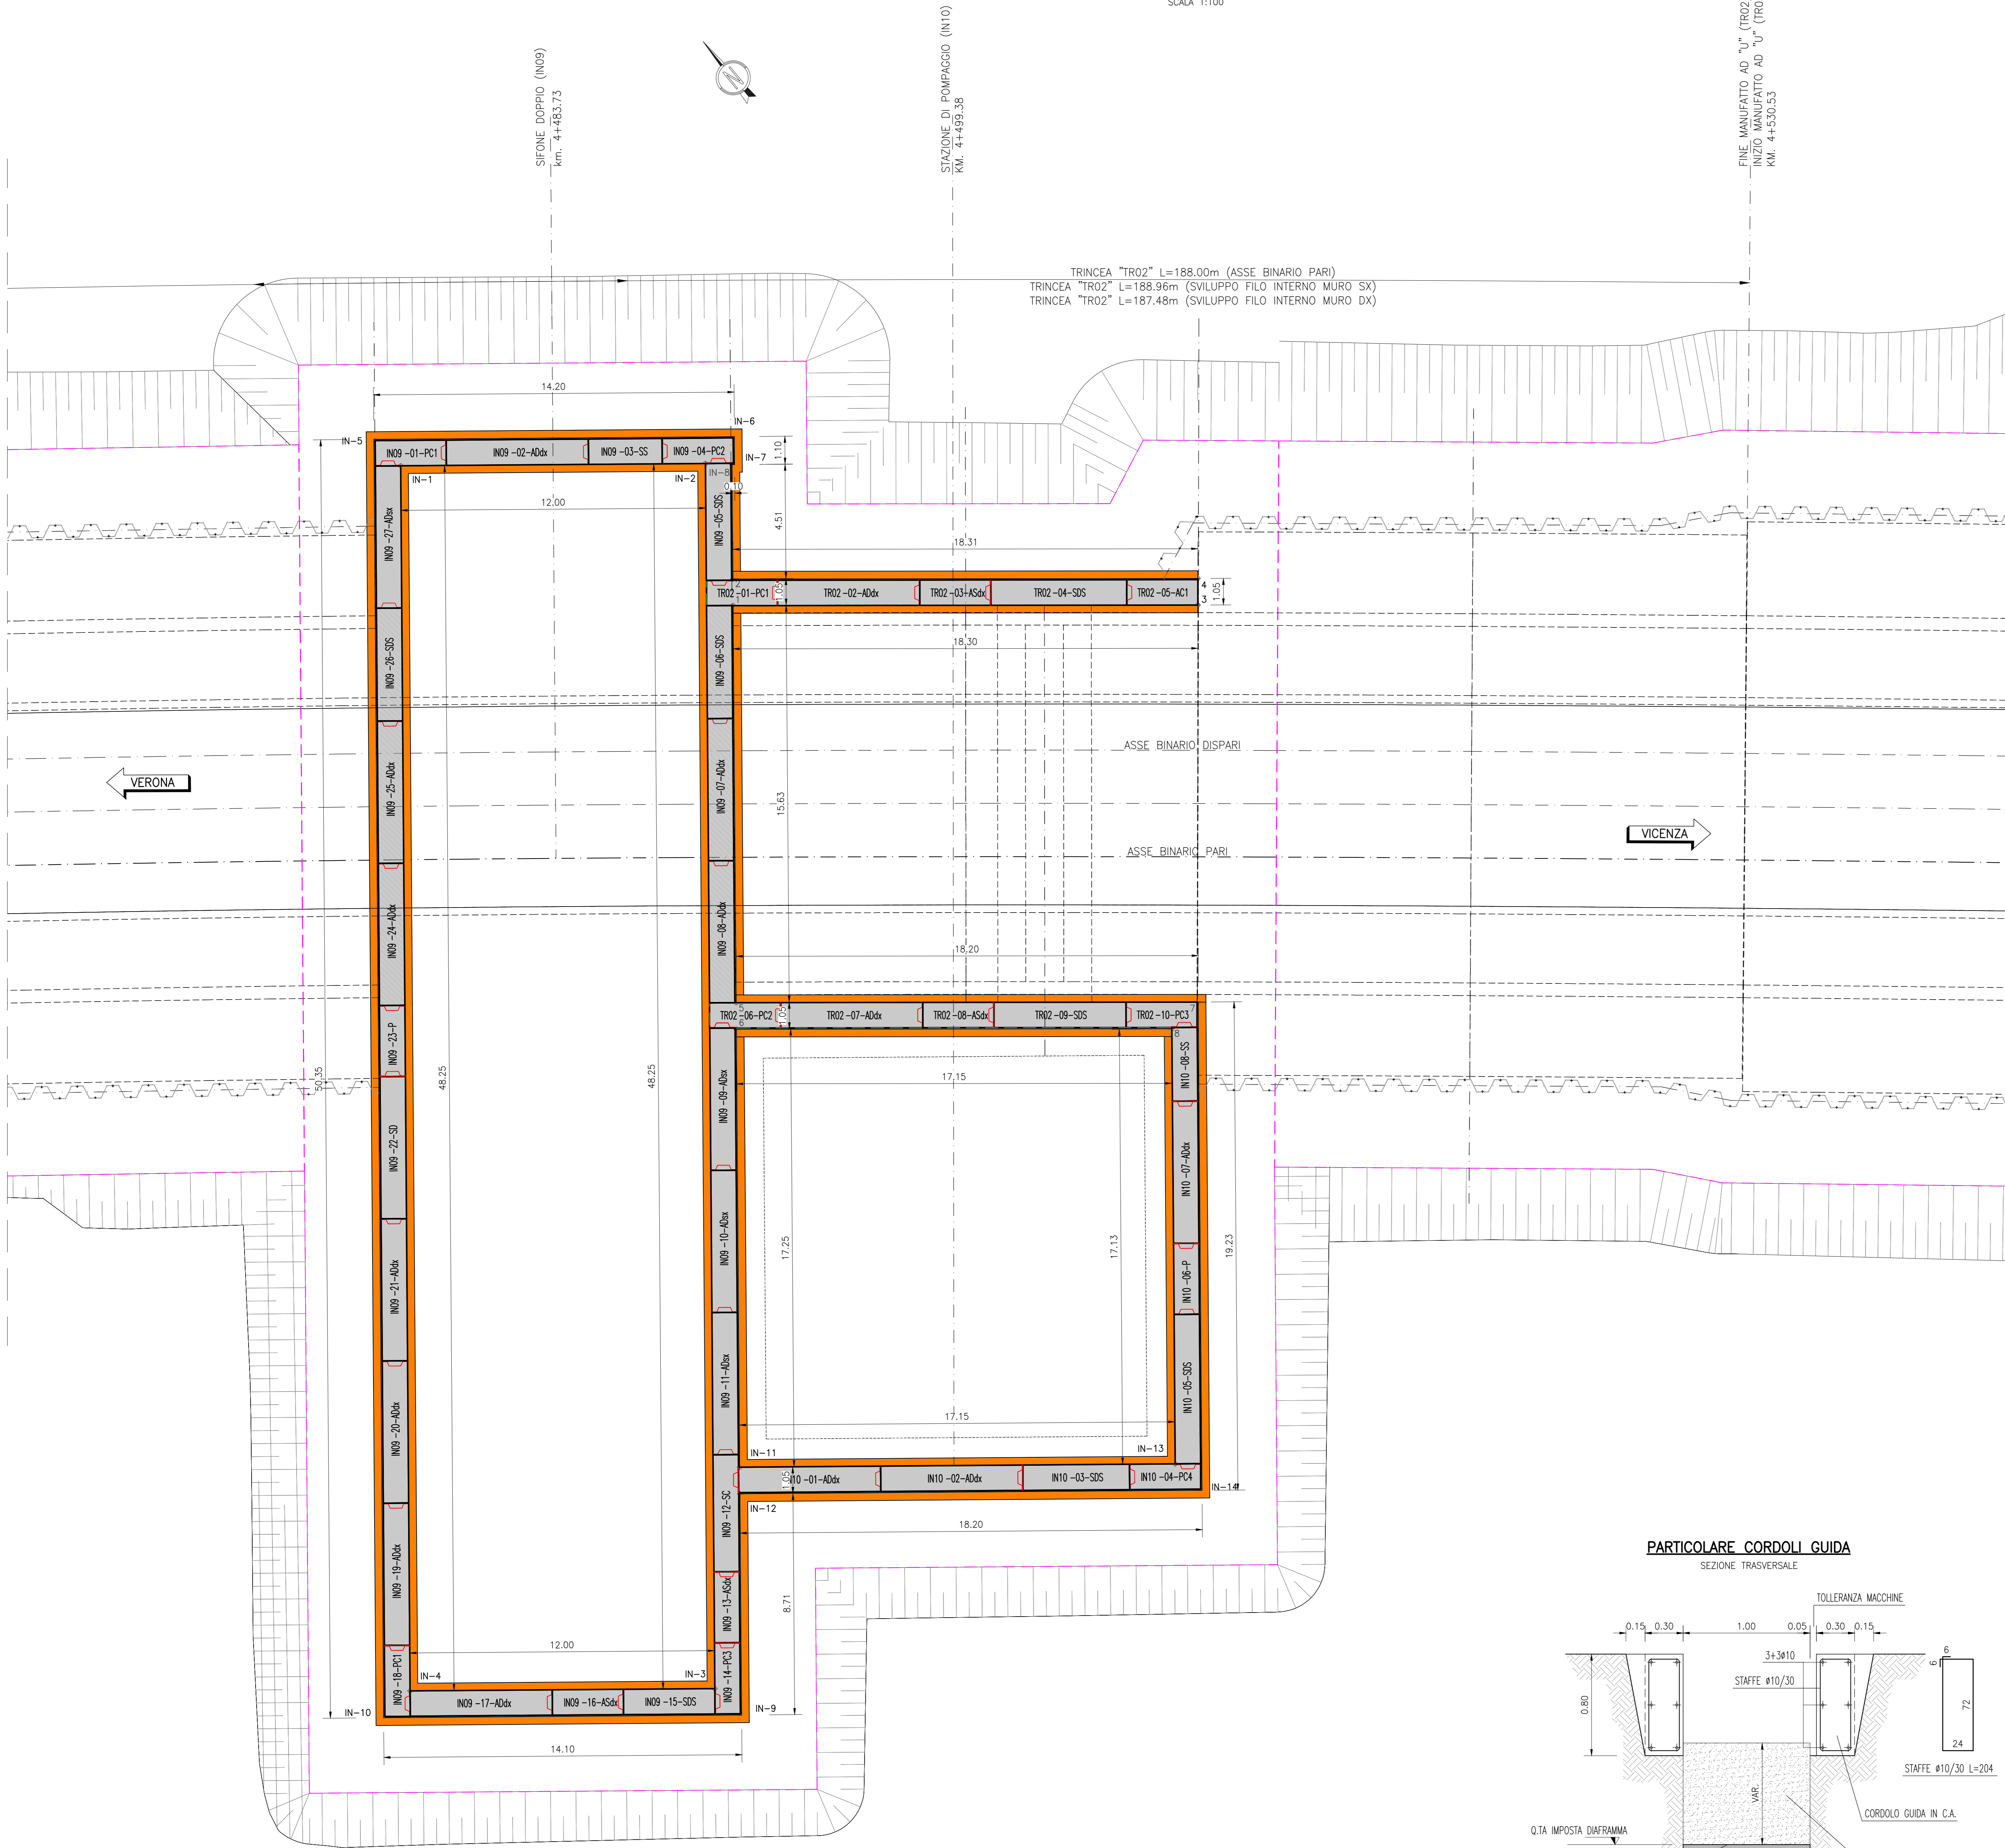 SCALA 1:100
SIFONE DOPPIO (IN09)
km. 4+483.73
STAZIONE DI POMPAGGIO (IN10)
KM. 4+499.38
FINE MANUFATTO AD "U" (TR02
INIZIO MANUFATTO AD "U" (TR0
KM. 4+530.53
N
TRINCEA "TR02" L=188.00m (ASSE BINARIO PARI)
TRINCEA "TR02" L=188.96m (SVILUPPO FILO INTERNO MURO SX)
TRINCEA "TR02" L=187.48m (SVILUPPO FILO INTERNO MURO DX)
14.20
IN-6
IN-5
IN09 -01-PC1
IN09 -02-ADdx
IN09 -03-SS
IN09 -04-PC2
1.10
IN-7
IN-1
IN-2
IN-8
0.10
12.00
IN09 -27-ADsx
IN09 -05-SDS
4.51
18.31
TR02 -01-PC1
2
1
1.05
TR02 -02-ADdx
TR02 -03-ASdx
TR02 -04-SDS
TR02 -05-AC1
4
3
1.05
18.30
IN09 -26-SDS
IN09 -06-SDS
ASSE BINARIO DISPARI
VERONA
IN09 -25-ADdx
IN09 -07-ADdx
15.63
VICENZA
ASSE BINARIO PARI
IN09 -24-ADdx
IN09 -08-ADdx
18.20
TR02 -06-PC2
5
6
1.05
TR02 -07-ADdx
TR02 -08-ASdx
TR02 -09-SDS
TR02 -10-PC3
7
8
IN09 -23-P
50.35
48.25
48.25
IN09 -09-ADsx
17.15
IN10 -08-SS
IN09 -22-SD
IN10 -07-ADdx
IN09 -21-ADdx
IN09 -10-ADsx
17.25
17.13
19.23
IN10 -06-P
IN09 -20-ADdx
IN09 -11-ADsx
IN10 -05-SDS
17.15
IN-11
IN-13
1.05
IN10 -01-ADdx
IN10 -02-ADdx
IN10 -03-SDS
IN10 -04-PC4
IN-14
IN-12
18.20
IN09 -12-SC
IN09 -19-ADdx
IN09 -13-ASdx
8.71
12.00
IN09 -18-PC1
IN-4
IN-3
IN09 -14-PC3
IN09 -17-ADdx
IN09 -16-ASdx
IN09 -15-SDS
IN-10
IN-9
14.10
PARTICOLARE CORDOLI GUIDA
SEZIONE TRASVERSALE
TOLLERANZA MACCHINE
0.15
0.30
1.00
0.05
0.30
0.15
3+3ø10
STAFFE ø10/30
0.80
6
6
72
24
STAFFE ø10/30 L=204
VAR.
CORDOLO GUIDA IN C.A.
Q.TA IMPOSTA DIAFRAMMA